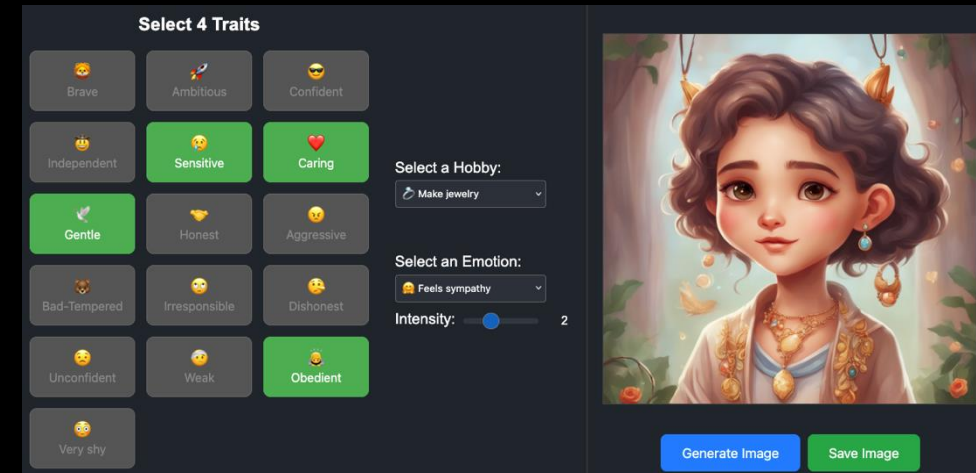 Select 4 Traits
Brave
Ambitious
Confident
Independent
Sensitive
Caring
Gentle
Honest
Aggressive
Bad-Tempered
Irresponsible
Dishonest
Unconfident
Weak
Obedient
Very shy
Select a Hobby:
Make jewelry
Select an Emotion:
Feels sympathy
Intensity: 2
Generate Image
Save Image